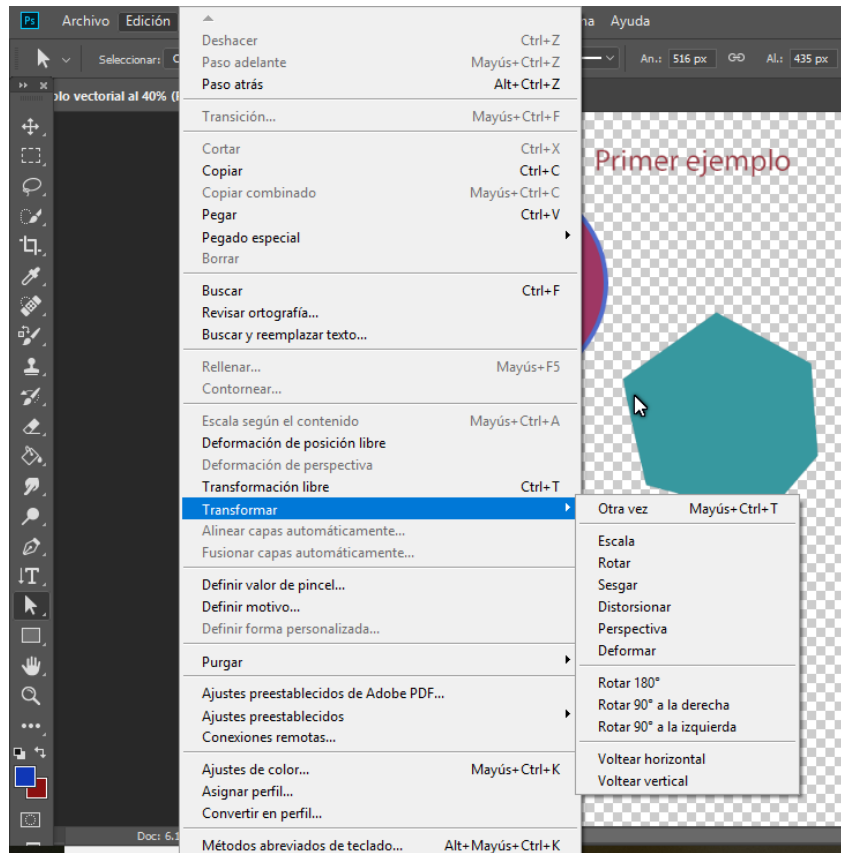 Ps Archivo Edición na Ayuda
Seleccionar: C An.: 516 px Al.: 435 px
plo vectorial al 40% (
Deshacer Ctrl+Z
Paso adelante Mayús+Ctrl+Z
Paso atrás Alt+Ctrl+Z
Transición... Mayús+Ctrl+F
Cortar Ctrl+X
Copiar Ctrl+C
Copiar combinado Mayús+Ctrl+C
Pegar Ctrl+V
Pegado especial
Borrar
Buscar Ctrl+F
Revisar ortografía...
Buscar y reemplazar texto...
Rellenar... Mayús+F5
Contornear...
Escala según el contenido Mayús+Ctrl+A
Deformación de posición libre
Deformación de perspectiva
Transformación libre Ctrl+T
Transformar
Alinear capas automáticamente...
Fusionar capas automáticamente...
Definir valor de pincel...
Definir motivo...
Definir forma personalizada...
Purgar
Ajustes preestablecidos de Adobe PDF...
Ajustes preestablecidos
Conexiones remotas...
Ajustes de color... Mayús+Ctrl+K
Asignar perfil...
Convertir en perfil...
Métodos abreviados de teclado... Alt+Mayús+Ctrl+K
Primer ejemplo
Otra vez Mayús+Ctrl+T
Escala
Rotar
Sesgar
Distorsionar
Perspectiva
Deformar
Rotar 180°
Rotar 90° a la derecha
Rotar 90° a la izquierda
Voltear horizontal
Voltear vertical
Doc: 6.1